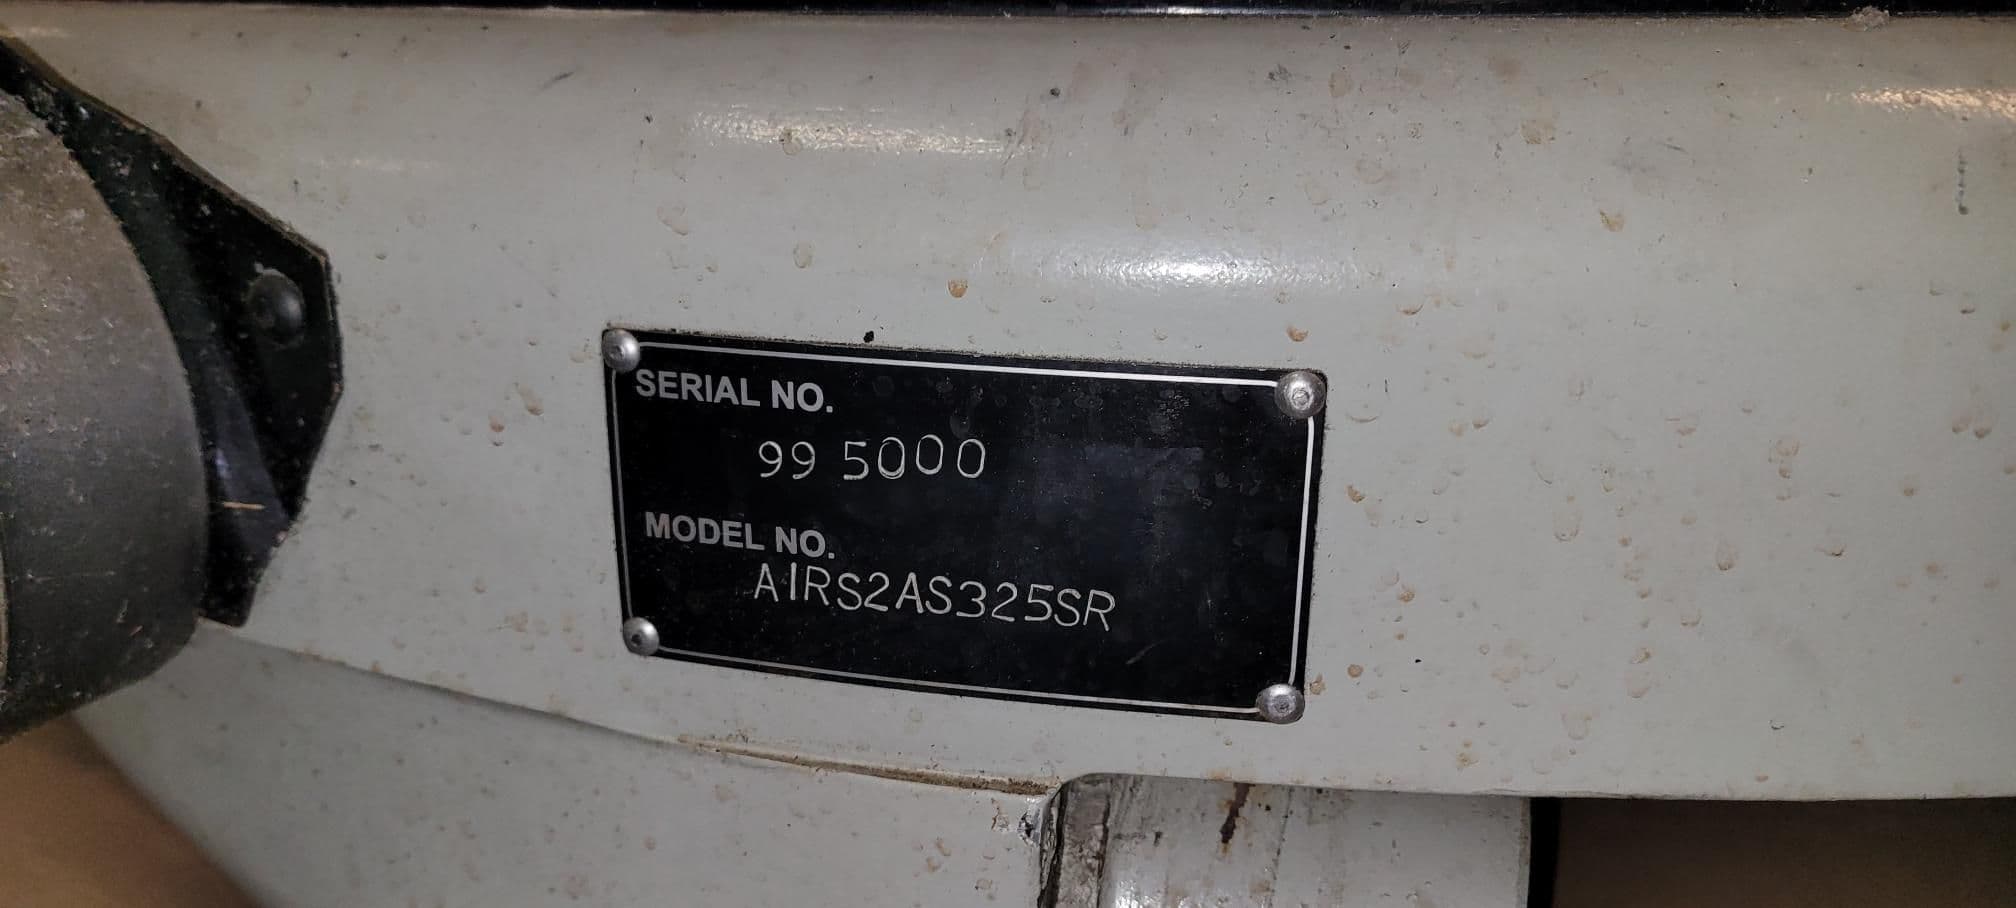 SERIAL NO.
99 5000
MODEL NO.
AIRS2AS325SR